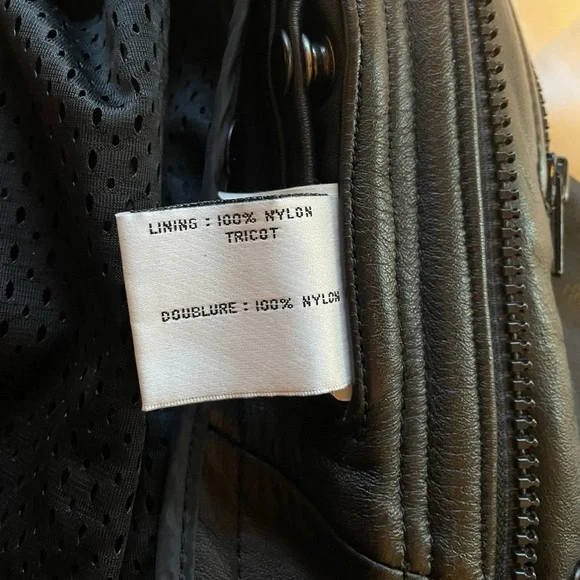 LINING : 100% NYLON
TRICOT
DOUBLURE : 100% NYLON